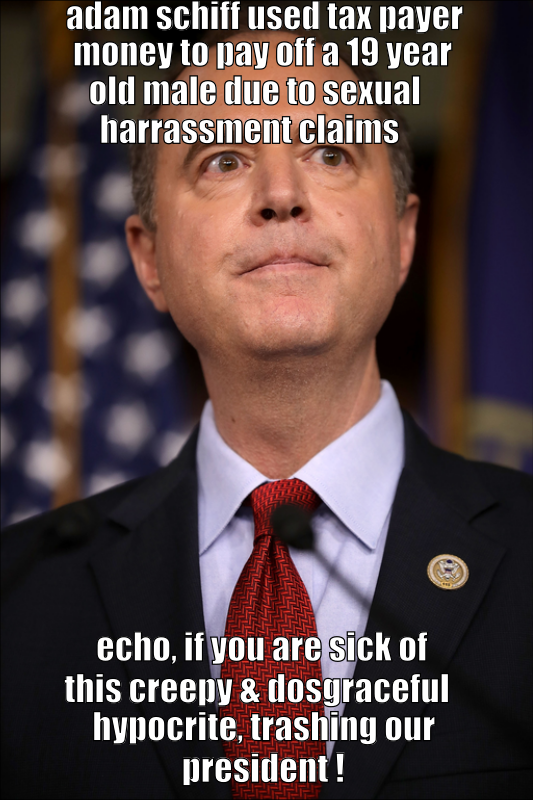 adam schiff used tax payer
money to pay off a 19 year
old male due to sexual
harrassment claims
echo, if you are sick of
this creepy & dosgraceful
hypocrite, trashing our
president !